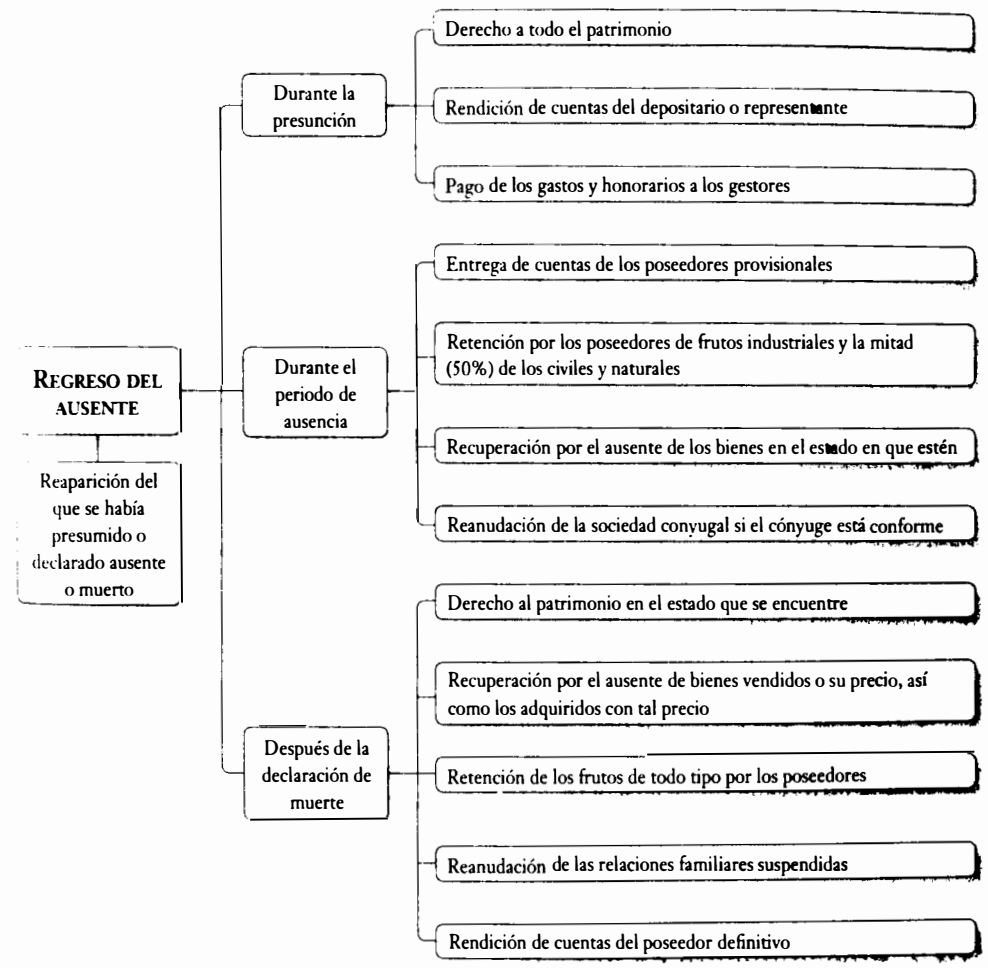 REGRESO DEL
AUSENTE
Reaparición del
que se había
presumido o
declarado ausente
o muerto
Durante la
presunción
Derecho a todo el patrimonio
Rendición de cuentas del depositario o representante
Pago de los gastos y honorarios a los gestores
Durante el
periodo de
ausencia
Entrega de cuentas de los poseedores provisionales
Retención por los poseedores de frutos industriales y la mitad
(50%) de los civiles y naturales
Recuperación por el ausente de los bienes en el estado en que estén
Reanudación de la sociedad conyugal si el cónyuge está conforme
Después de la
declaración de
muerte
Derecho al patrimonio en el estado que se encuentre
Recuperación por el ausente de bienes vendidos o su precio, así
como los adquiridos con tal precio
Retención de los frutos de todo tipo por los poseedores
Reanudación de las relaciones familiares suspendidas
Rendición de cuentas del poseedor definitivo